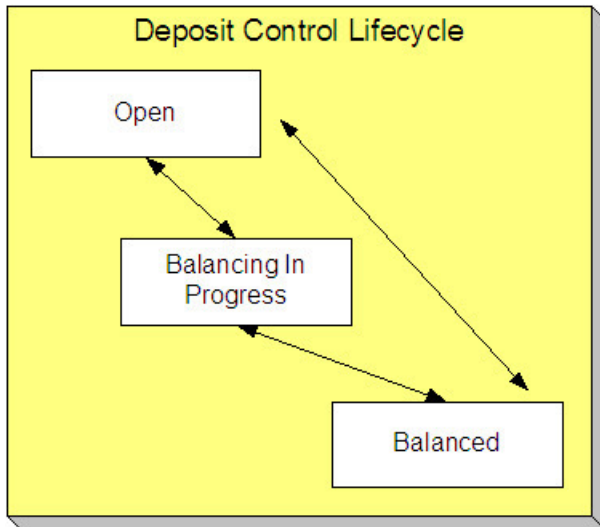 Deposit Control Lifecycle
Open
Balancing In
Progress
Balanced